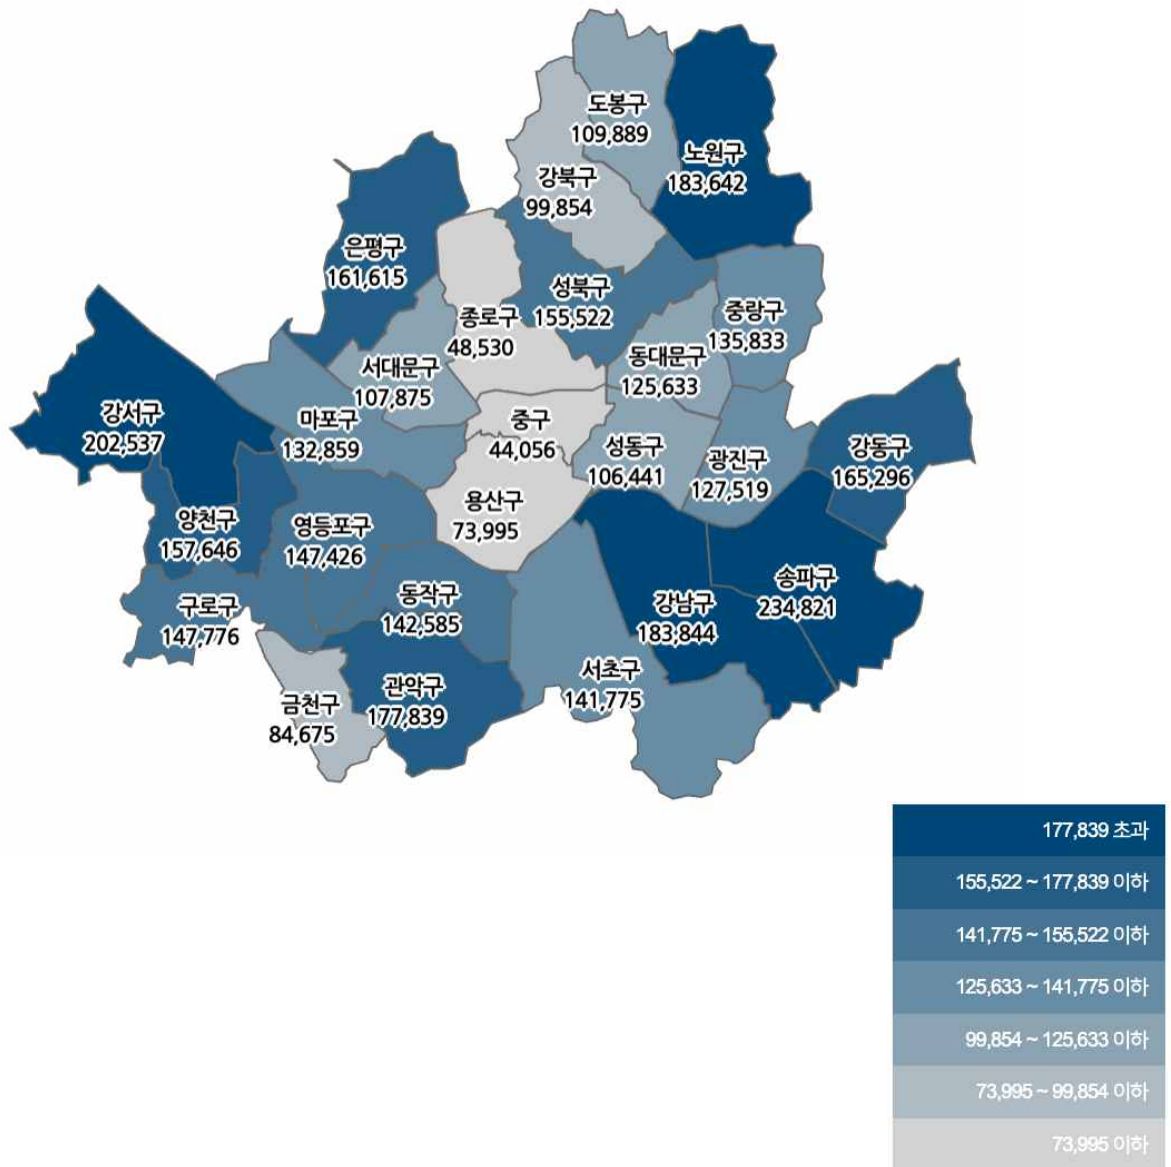 도봉구
109,889
노원구
183,642
강북구
99,854
은평구
161,615
성북구
155,522
종로구
48,530
중랑구
135,833
동대문구
125,633
서대문구
107,875
강서구
202,537
마포구
132,859
중구
44,056
성동구
106,441
광진구
127,519
강동구
165,296
용산구
73,995
양천구
157,646
영등포구
147,426
송파구
234,821
구로구
147,776
동작구
142,585
강남구
183,844
서초구
141,775
관악구
177,839
금천구
84,675
177,839 초과
155,522 ~ 177,839 이하
141,775 ~ 155,522 이하
125,633 ~ 141,775 이하
99,854 ~ 125,633 이하
73,995 ~ 99,854 이하
73,995 이하